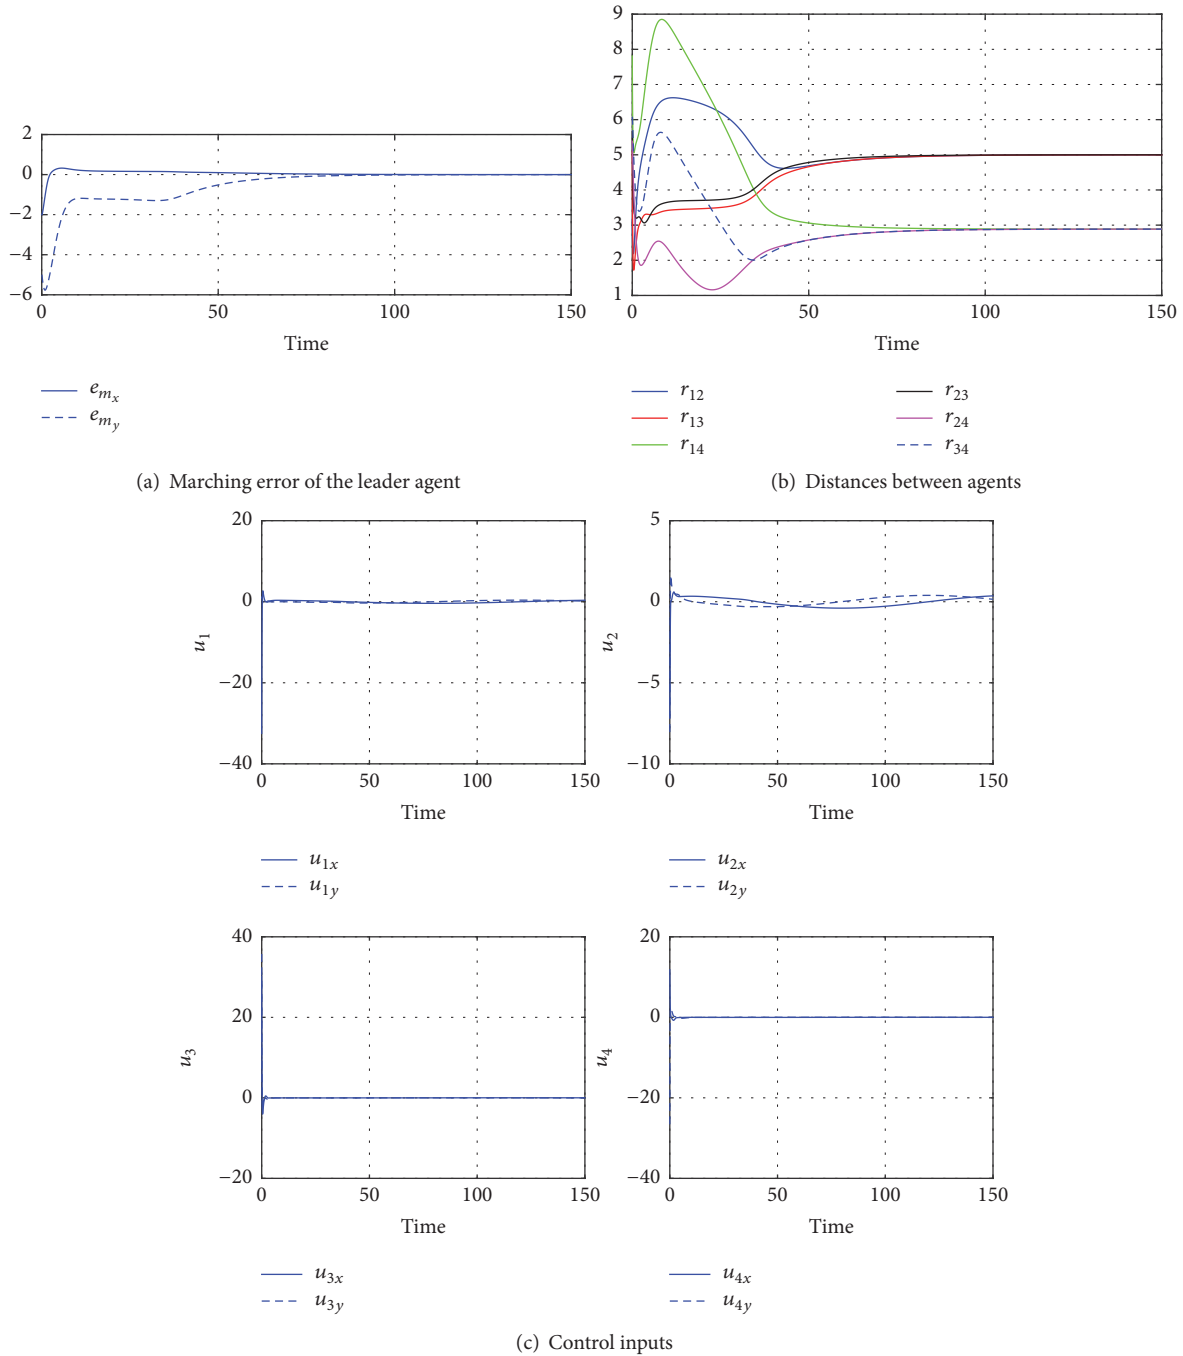 2
0
−2
−4
−6
0
50
100
150
Time
e_{m_x}
e_{m_y}
(a) Marching error of the leader agent
9
8
7
6
5
4
3
2
1
0
50
100
150
Time
r_{12}
r_{13}
r_{14}
r_{23}
r_{24}
r_{34}
(b) Distances between agents
20
0
−20
−40
u_1
0
50
100
150
Time
u_{1x}
u_{1y}
5
0
−5
−10
u_2
0
50
100
150
Time
u_{2x}
u_{2y}
40
20
0
−20
u_3
0
50
100
150
Time
u_{3x}
u_{3y}
20
0
−20
−40
u_4
0
50
100
150
Time
u_{4x}
u_{4y}
(c) Control inputs